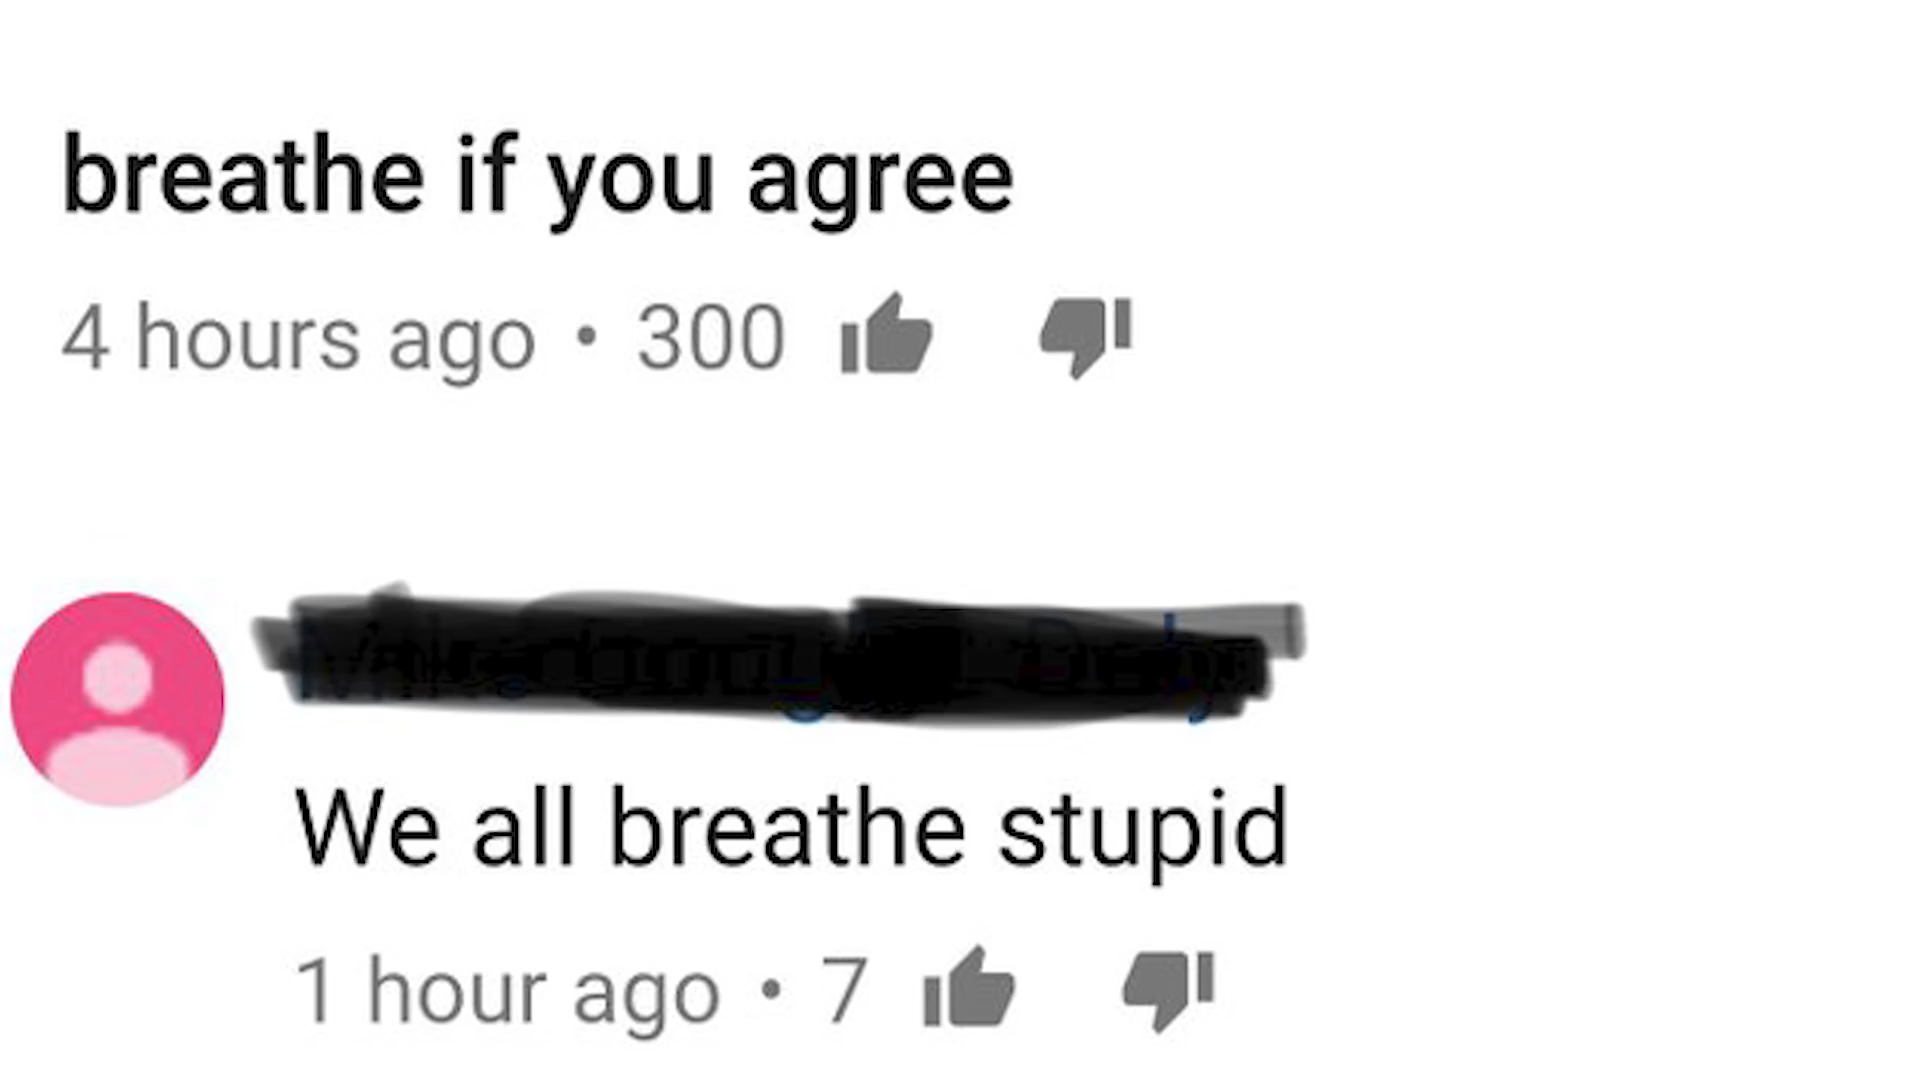 breathe if you agree
4 hours ago • 300
We all breathe stupid
1 hour ago • 7